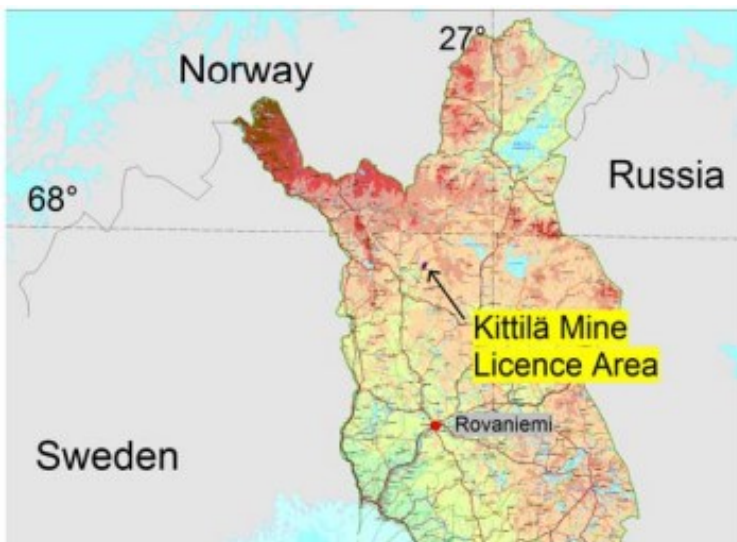 27°
Norway
Russia
68°
Kittilä Mine
Licence Area
Rovaniemi
Sweden